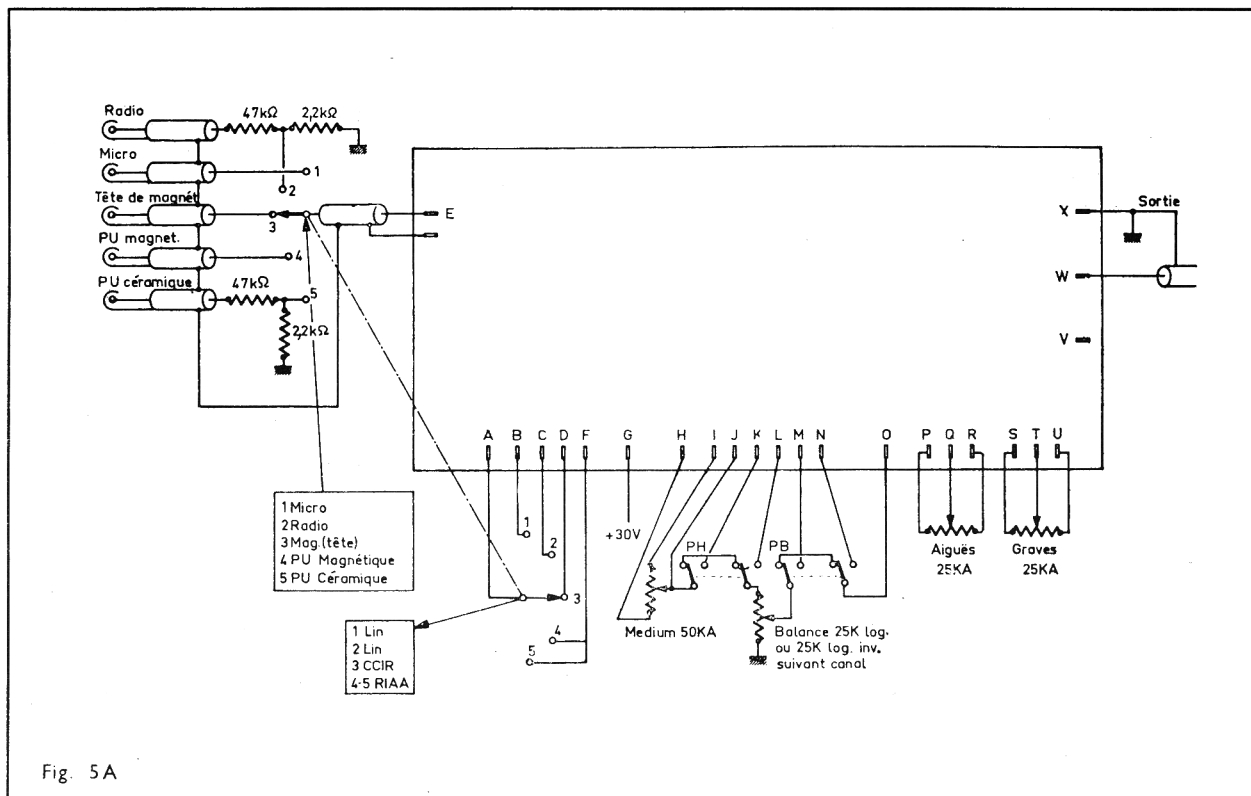 Radio
47kΩ
2,2kΩ
Micro
1
2
Tête de magnét.
3
E
PU magnet.
4
PU céramique
47kΩ
5
2,2kΩ
X
Sortie
W
V
A B C D F G H I J K L M N O P Q R S T U
1 Micro
2 Radio
3 Mag.(tête)
4 PU Magnétique
5 PU Céramique
1
2
3
4
5
+30V
PH
PB
Medium 50KA
Balance 25K log.
ou 25K log. inv.
suivant canal
Aiguës
25KA
Graves
25KA
1 Lin
2 Lin
3 CCIR
4-5 RIAA
Fig. 5A